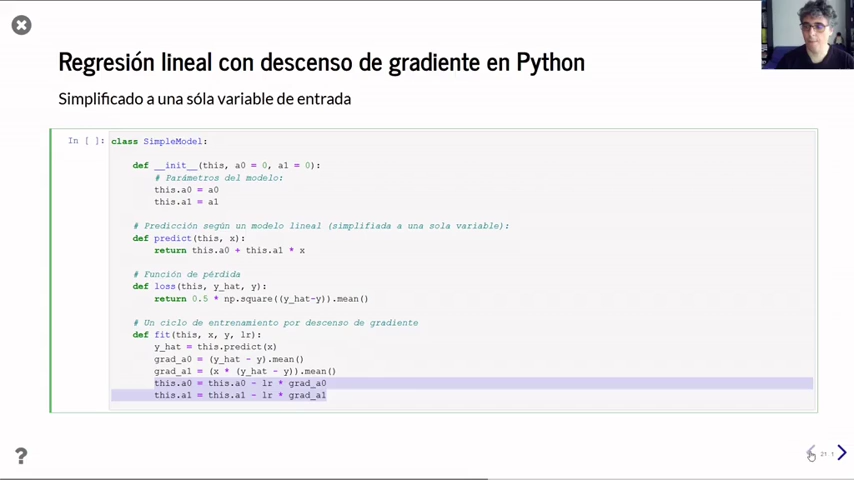 Regresión lineal con descenso de gradiente en Python
Simplificado a una sóla variable de entrada
In [ ]: class SimpleModel:
def __init__(this, a0 = 0, a1 = 0):
# Parámetros del modelo:
this.a0 = a0
this.a1 = a1
# Predicción según un modelo lineal (simplifiada a una sola variable):
def predict(this, x):
return this.a0 + this.a1 * x
# Función de pérdida
def loss(this, y_hat, y):
return 0.5 * np.square((y_hat-y)).mean()
# Un ciclo de entrenamiento por descenso de gradiente
def fit(this, x, y, lr):
y_hat = this.predict(x)
grad_a0 = (y_hat - y).mean()
grad_a1 = (x * (y_hat - y)).mean()
this.a0 = this.a0 - lr * grad_a0
this.a1 = this.a1 - lr * grad_a1
?
21 1